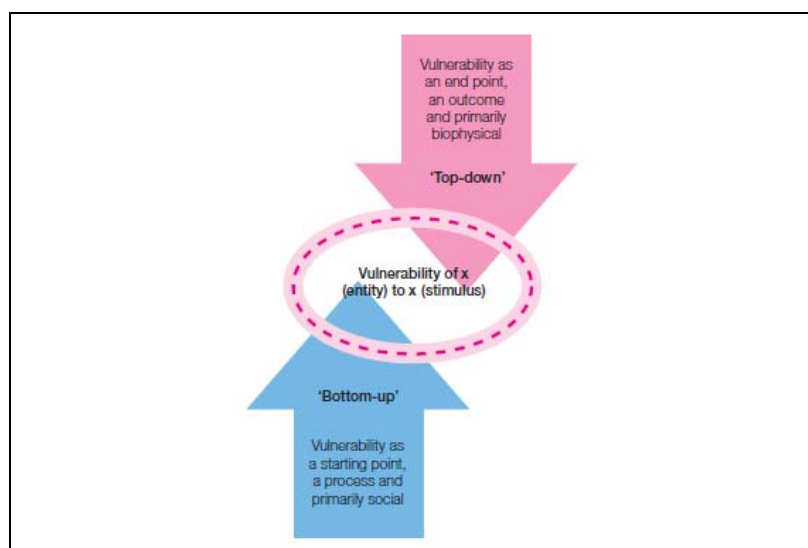 Vulnerability as
an end point,
an outcome
and primarily
biophysical
‘Top-down’
Vulnerability of x
(entity) to x (stimulus)
‘Bottom-up’
Vulnerability as
a starting point,
a process and
primarily social